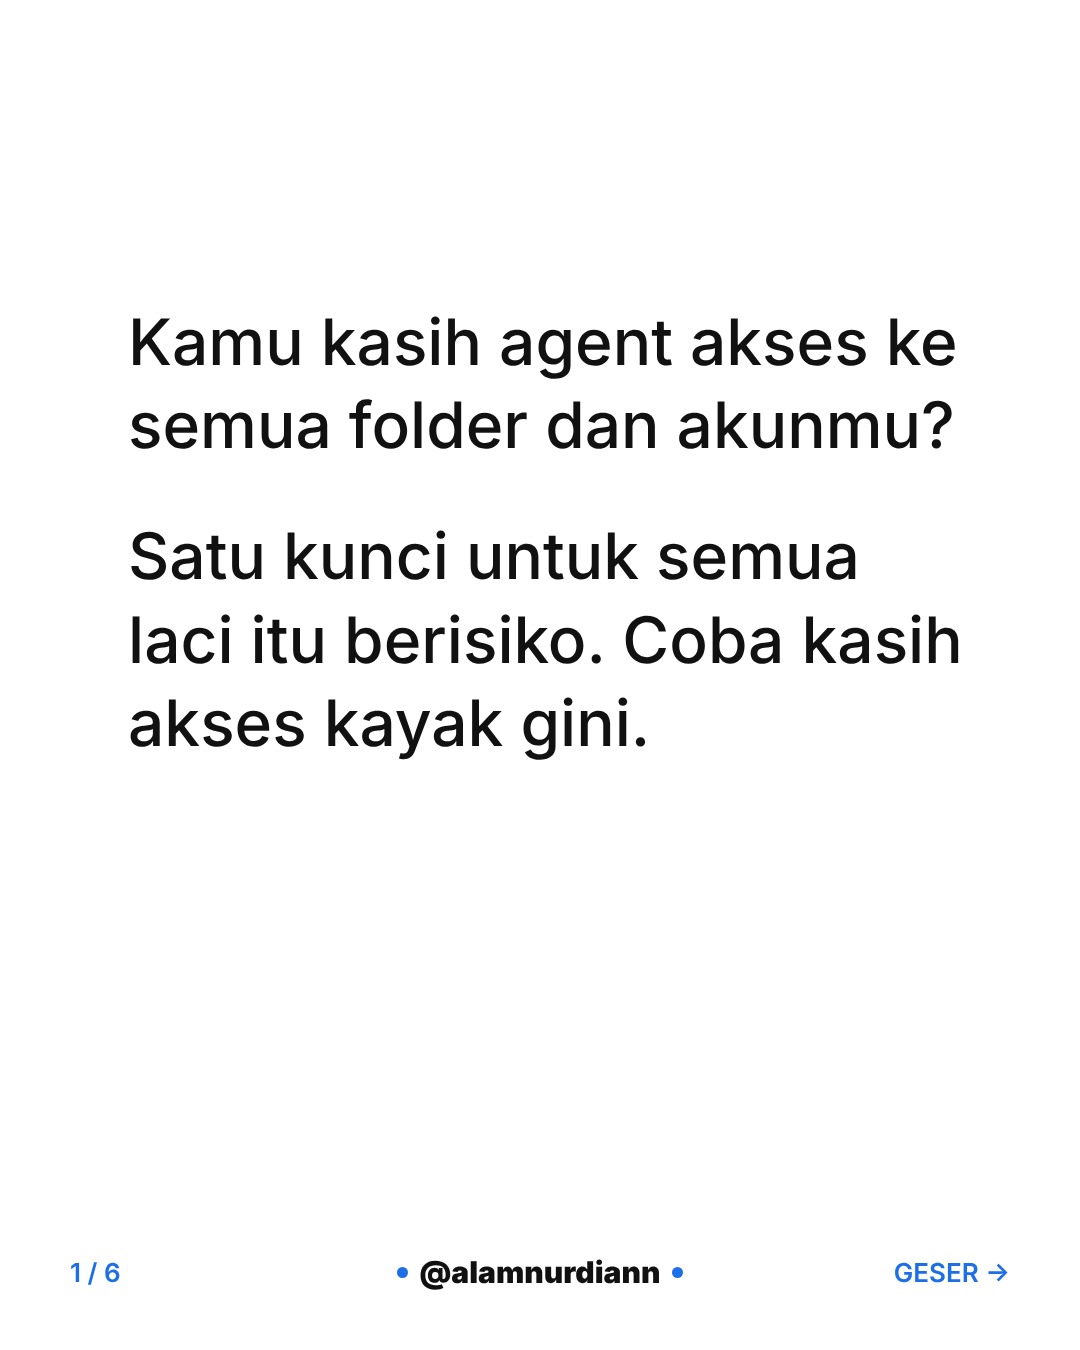 Kamu kasih agent akses ke
semua folder dan akunmu?
Satu kunci untuk semua
laci itu berisiko. Coba kasih
akses kayak gini.
1 / 6
• @alamnurdiann •
GESER →